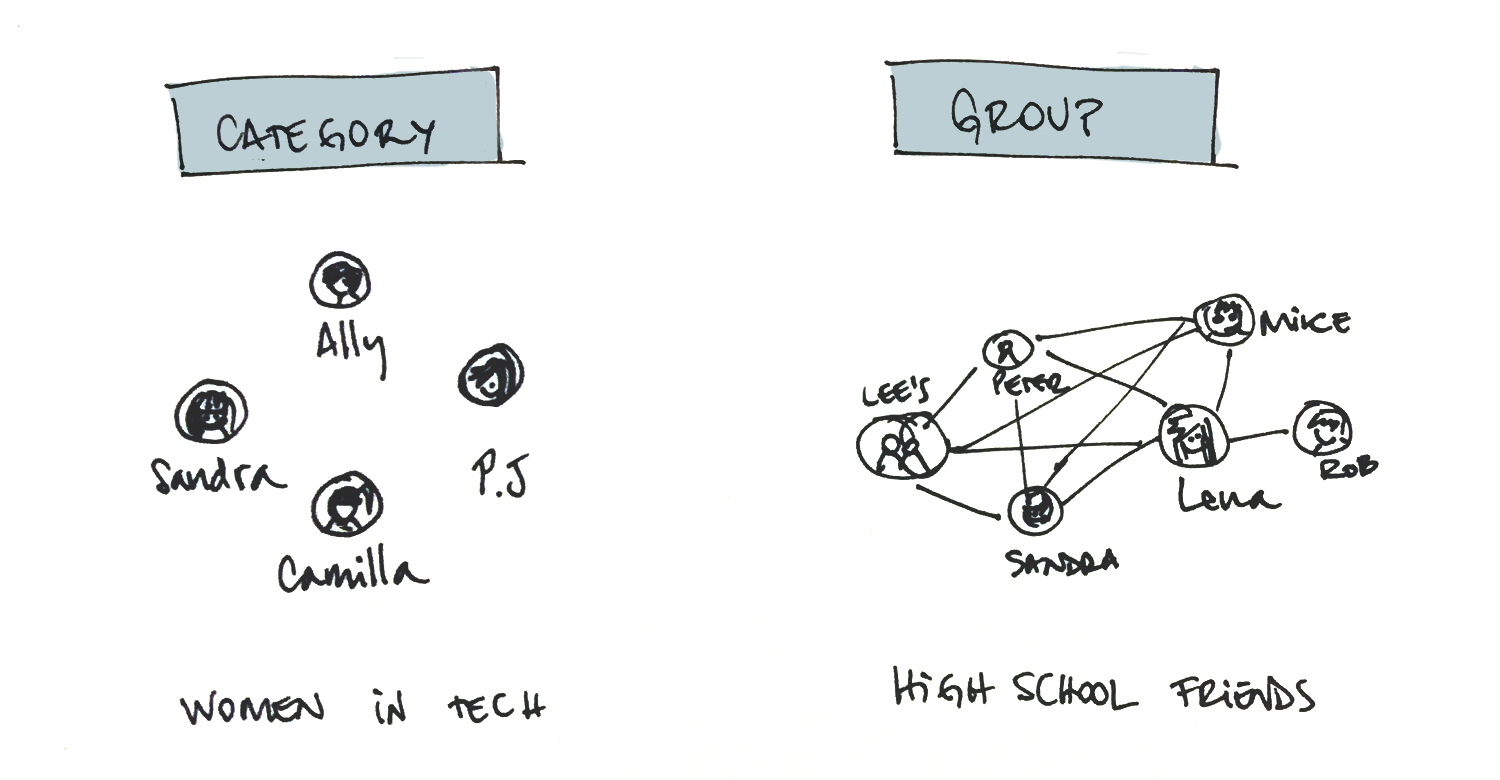 CATEGORY
Ally
Sandra
P.J
Camilla
WOMEN iN TECH
GROUP
MiKE
PETER
LEE'S
ROB
Lena
SANDRA
HiGH SCHOOL FRiENDS